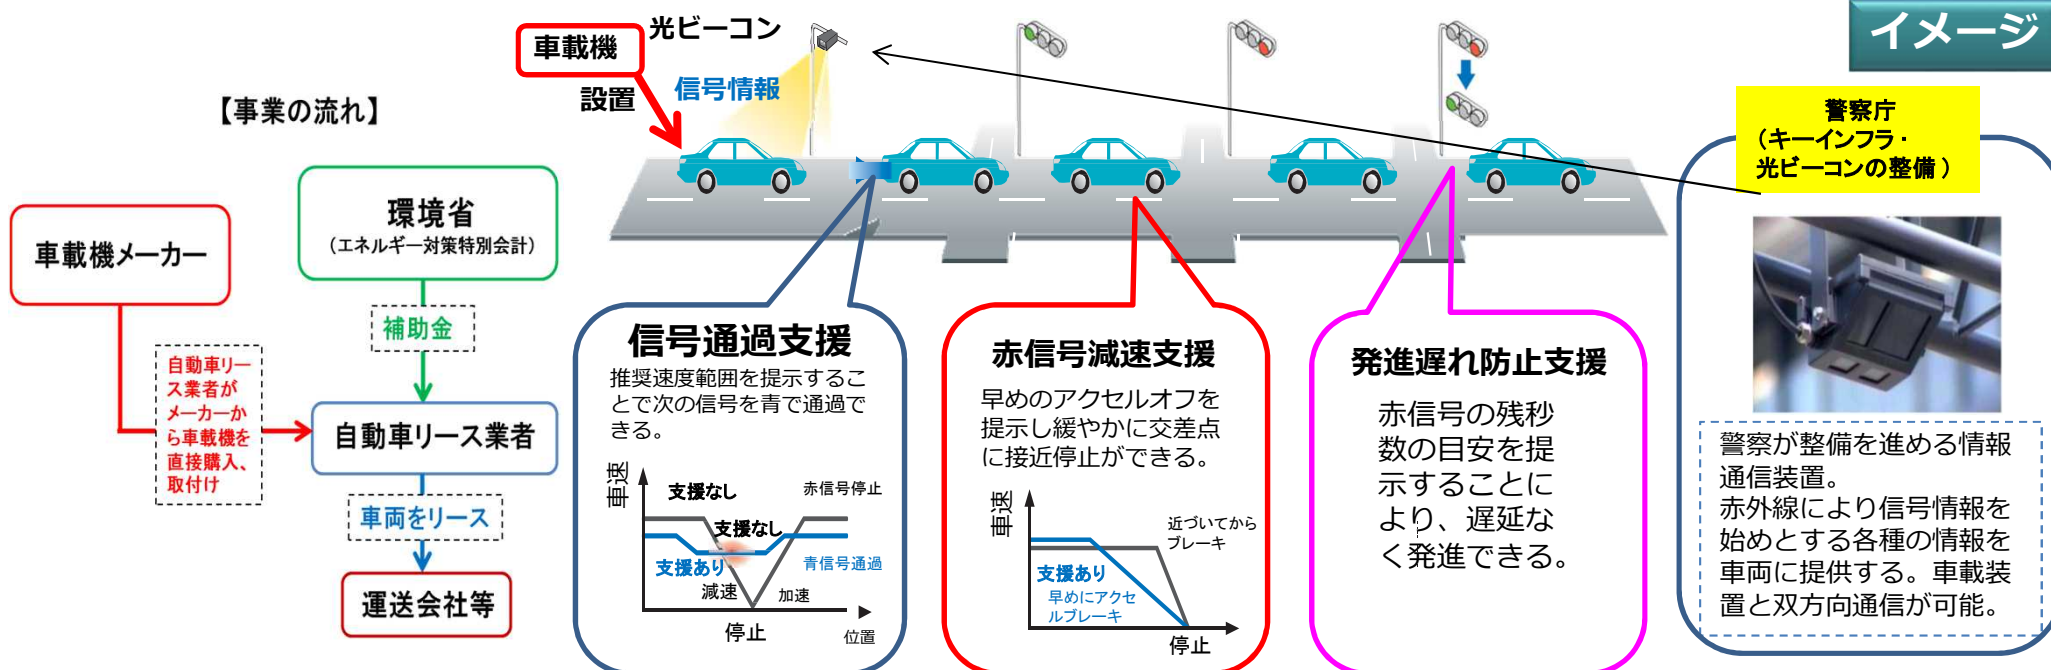 イメージ
車載機
光ビーコン
設置
信号情報
【事業の流れ】
環境省
（エネルギー対策特別会計）
車載機メーカー
補助金
自動車リー
ス業者が
メーカーか
ら車載機を
直接購入、
取付け
自動車リース業者
車両をリース
運送会社等
信号通過支援
推奨速度範囲を提示するこ
とで次の信号を青で通過で
きる。
車速
支援なし
赤信号停止
支援なし
支援あり
青信号通過
減速
加速
停止
位置
赤信号減速支援
早めのアクセルオフを
提示し緩やかに交差点
に接近停止ができる。
車速
近づいてから
ブレーキ
支援あり
早めにアクセ
ルブレーキ
停止
発進遅れ防止支援
赤信号の残秒
数の目安を提
示することに
より、遅延な
く発進できる。
警察庁
（キーインフラ・
光ビーコンの整備）
警察が整備を進める情報
通信装置。
赤外線により信号情報を
始めとする各種の情報を
車両に提供する。車載装
置と双方向通信が可能。